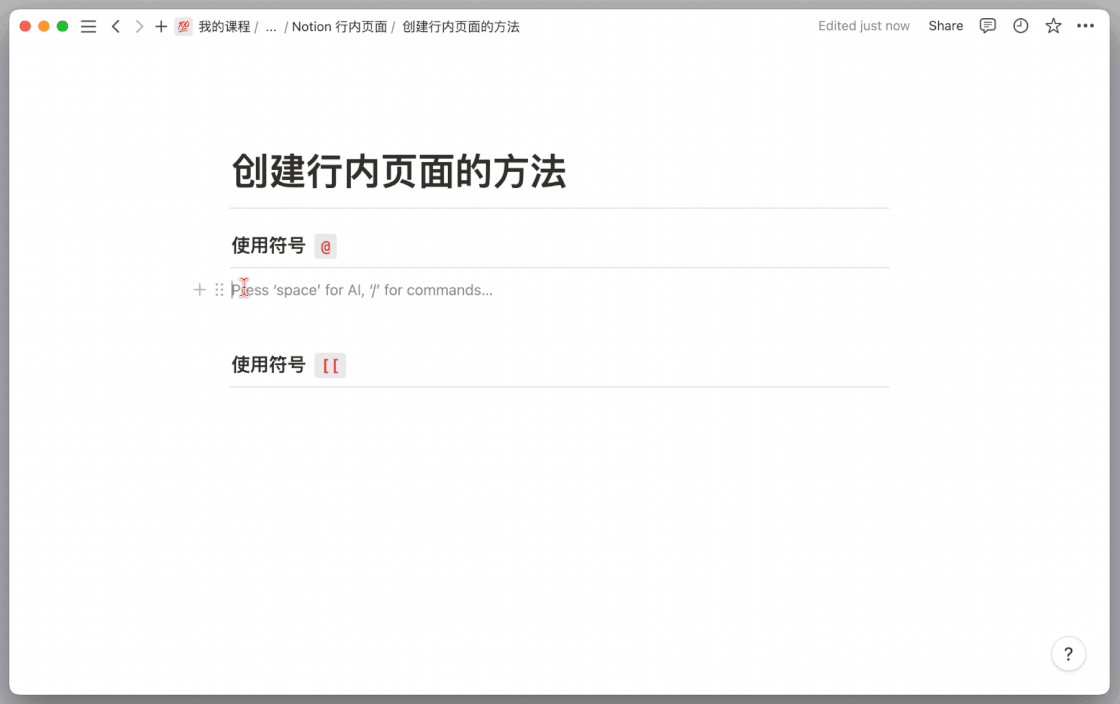 💯 我的课程 / ... / Notion 行内页面 / 创建行内页面的方法 Edited just now Share
创建行内页面的方法
使用符号 @
Press ‘space’ for AI, ‘/’ for commands...
使用符号 [[
?